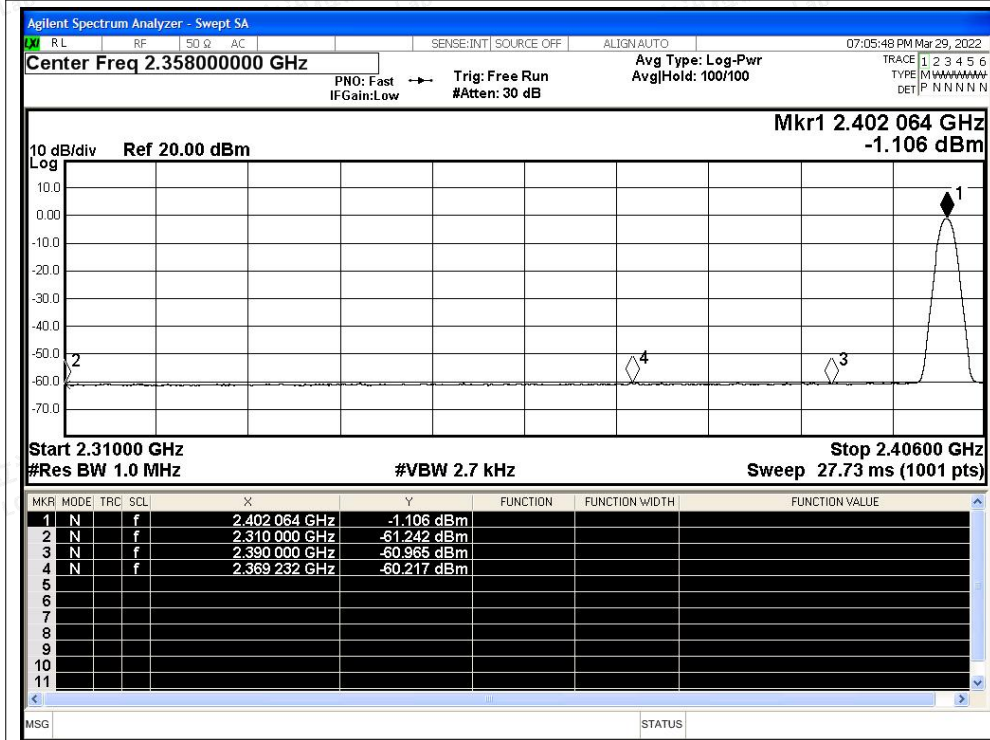 Agilent Spectrum Analyzer - Swept SA
LXI RL RF 50 Ω AC SENSE:INT SOURCE OFF ALIGN AUTO 07:05:48 PM Mar 29, 2022
Center Freq 2.358000000 GHz
PNO: Fast
IFGain:Low
Trig: Free Run
#Atten: 30 dB
Avg Type: Log-Pwr
Avg|Hold: 100/100
TRACE 1 2 3 4 5 6
TYPE M WWWWW
DET P N N N N N
Mkr1 2.402 064 GHz
-1.106 dBm
10 dB/div Ref 20.00 dBm
Log
10.0
0.00
-10.0
-20.0
-30.0
-40.0
-50.0
-60.0
-70.0
1
2
4
3
Start 2.31000 GHz Stop 2.40600 GHz
#Res BW 1.0 MHz #VBW 2.7 kHz Sweep 27.73 ms (1001 pts)
MKR MODE TRC SCL X Y FUNCTION FUNCTION WIDTH FUNCTION VALUE
1 N f 2.402 064 GHz -1.106 dBm
2 N f 2.310 000 GHz -61.242 dBm
3 N f 2.390 000 GHz -60.965 dBm
4 N f 2.369 232 GHz -60.217 dBm
5
6
7
8
9
10
11
MSG STATUS